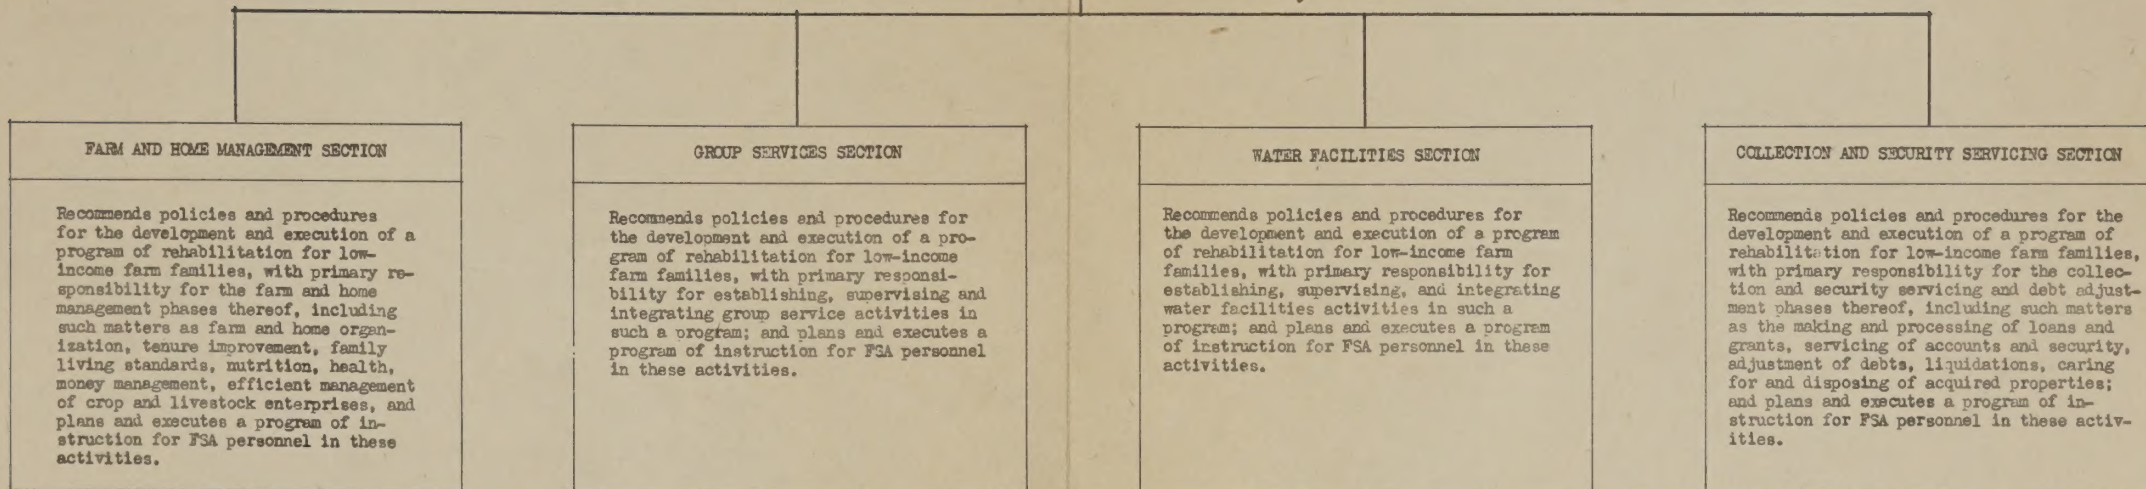 FARM AND HOME MANAGEMENT SECTION
Recommends policies and procedures
for the development and execution of a
program of rehabilitation for low-
income farm families, with primary re-
sponsibility for the farm and home
management phases thereof, including
such matters as farm and home organ-
ization, tenure improvement, family
living standards, nutrition, health,
money management, efficient management
of crop and livestock enterprises, and
plans and executes a program of in-
struction for FSA personnel in these
activities.
GROUP SERVICES SECTION
Recommends policies and procedures for
the development and execution of a pro-
gram of rehabilitation for low-income
farm families, with primary responsi-
bility for establishing, supervising and
integrating group service activities in
such a program; and plans and executes a
program of instruction for FSA personnel
in these activities.
WATER FACILITIES SECTION
Recommends policies and procedures for
the development and execution of a program
of rehabilitation for low-income farm
families, with primary responsibility for
establishing, supervising, and integrating
water facilities activities in such a
program; and plans and executes a program
of instruction for FSA personnel in these
activities.
COLLECTION AND SECURITY SERVICING SECTION
Recommends policies and procedures for the
development and execution of a program of
rehabilitation for low-income farm families,
with primary responsibility for the collec-
tion and security servicing and debt adjust-
ment phases thereof, including such matters
as the making and processing of loans and
grants, servicing of accounts and security,
adjustment of debts, liquidations, caring
for and disposing of acquired properties;
and plans and executes a program of in-
struction for FSA personnel in these activ-
ities.